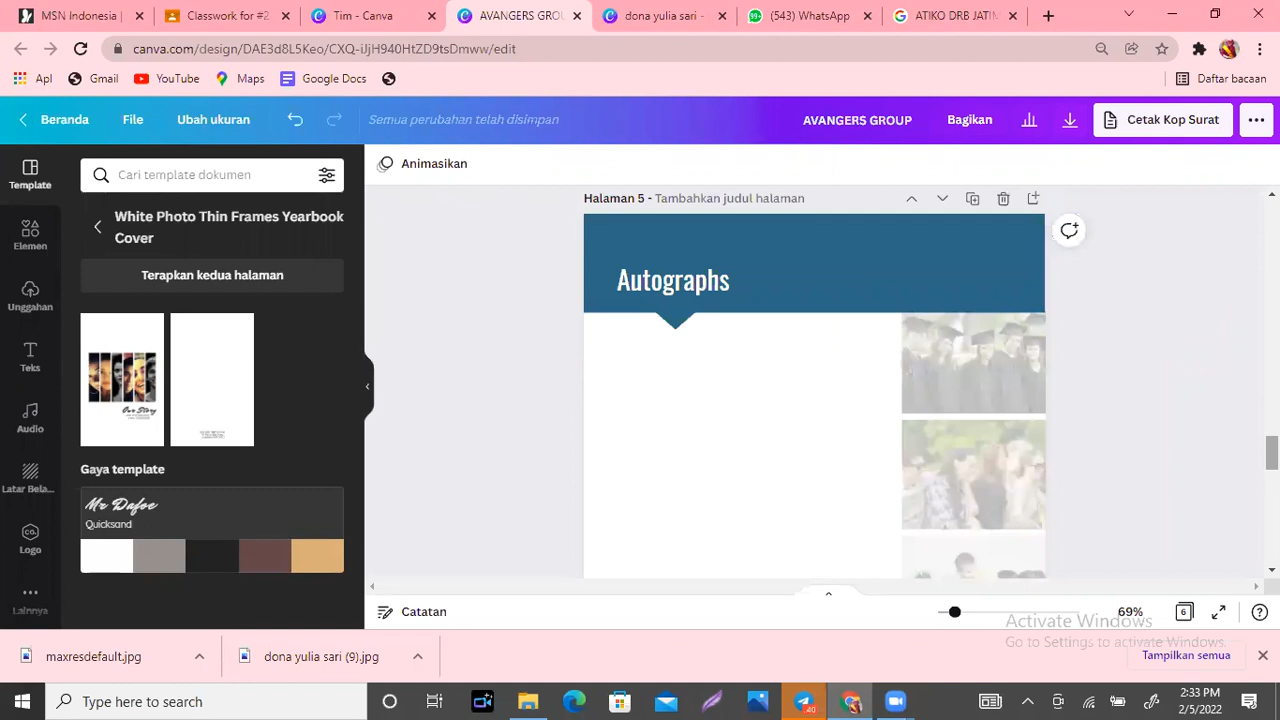 MSN Indonesia
Classwork for #2
Tim - Canva
AVANGERS GROU
dona yulia sari -
(543) WhatsApp
ATIKO DRB JATIM
canva.com/design/DAE3d8L5Keo/CXQ-iJjH940HtZD9tsDmww/edit
Apl
Gmail
YouTube
Maps
Google Docs
Daftar bacaan
Beranda
File
Ubah ukuran
Semua perubahan telah disimpan
AVANGERS GROUP
Bagikan
Cetak Kop Surat
Template
Cari template dokumen
Animasikan
Halaman 5 - Tambahkan judul halaman
White Photo Thin Frames Yearbook
Cover
Elemen
Terapkan kedua halaman
Autographs
Unggahan
Teks
Our Story
Audio
Gaya template
Latar Bela...
Mr Dafoe
Quicksand
CO.
Logo
Lainnya
Catatan
69%
6
Activate Windows
Go to Settings to activate Windows.
maxresdefault.jpg
dona yulia sari (9).jpg
Tampilkan semua
Type here to search
2:33 PM
2/5/2022